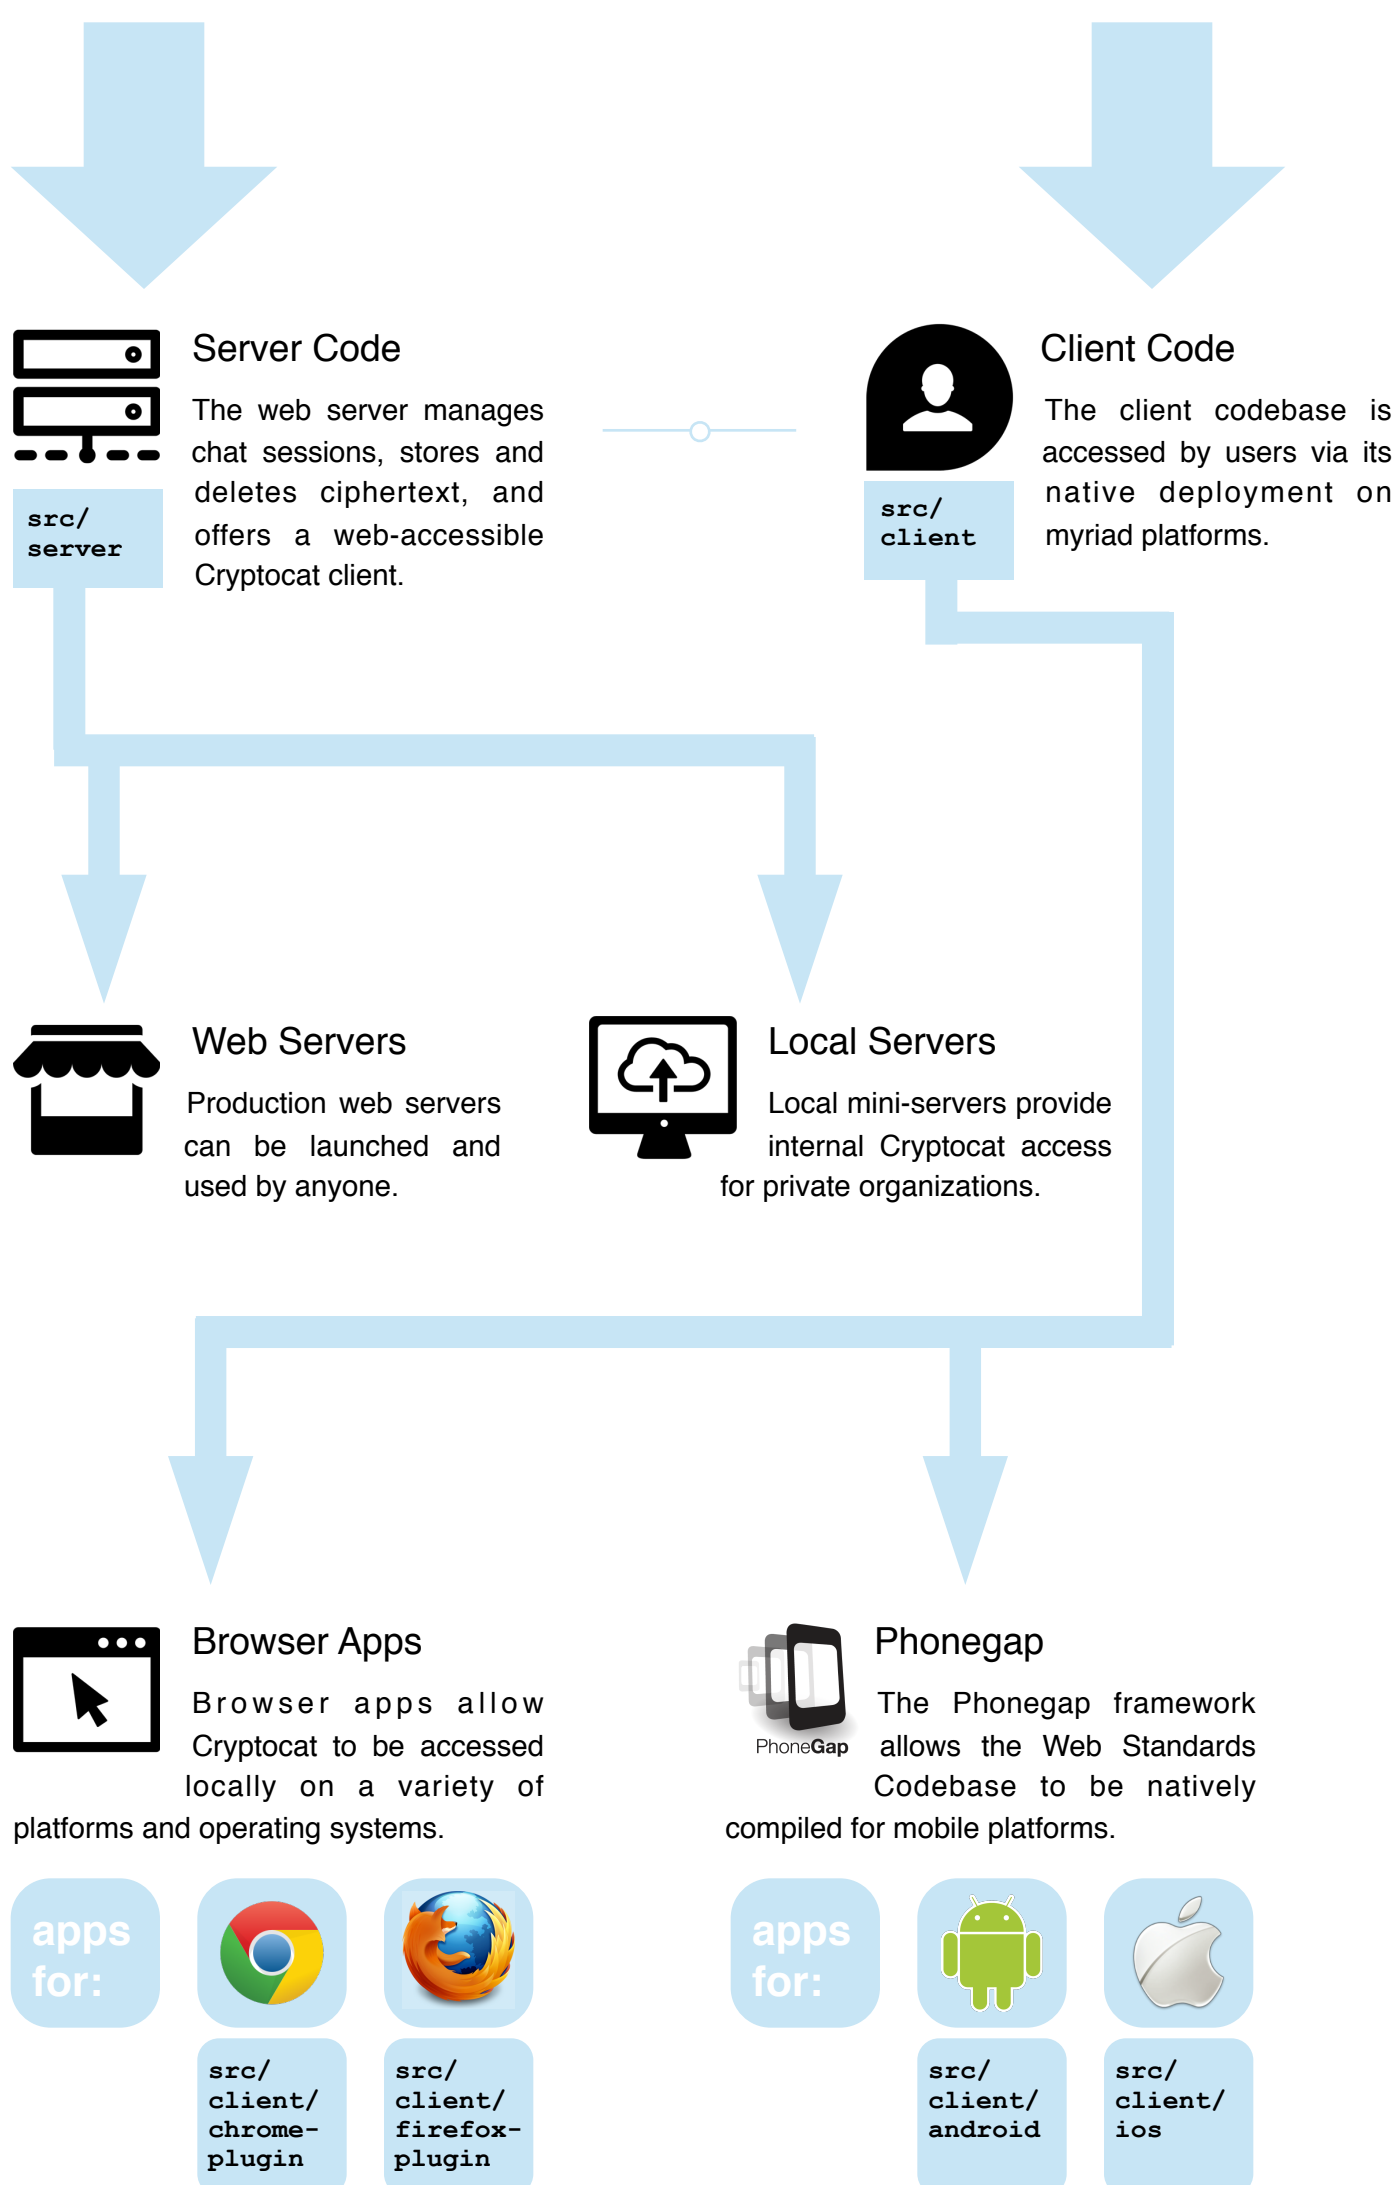 Server Code
The web server manages
chat sessions, stores and
deletes ciphertext, and
offers a web-accessible
Cryptocat client.
src/
server
Client Code
The client codebase is
accessed by users via its
native deployment on
myriad platforms.
src/
client
Web Servers
Production web servers
can be launched and
used by anyone.
Local Servers
Local mini-servers provide
internal Cryptocat access
for private organizations.
Browser Apps
Browser apps allow
Cryptocat to be accessed
locally on a variety of
platforms and operating systems.
Phonegap
The Phonegap framework
allows the Web Standards
Codebase to be natively
compiled for mobile platforms.
PhoneGap
apps
for:
src/
client/
chrome-
plugin
src/
client/
firefox-
plugin
apps
for:
src/
client/
android
src/
client/
ios